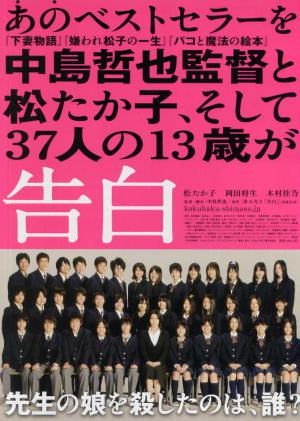 あのベストセラーを
『下妻物語』『嫌われ松子の一生』『パコと魔法の絵本』
中島哲也監督と
松たか子、そして
37人の13歳が
告白
松たか子 岡田将生 木村佳乃
kokuhaku-shimasu.jp
先生の娘を殺したのは、誰?